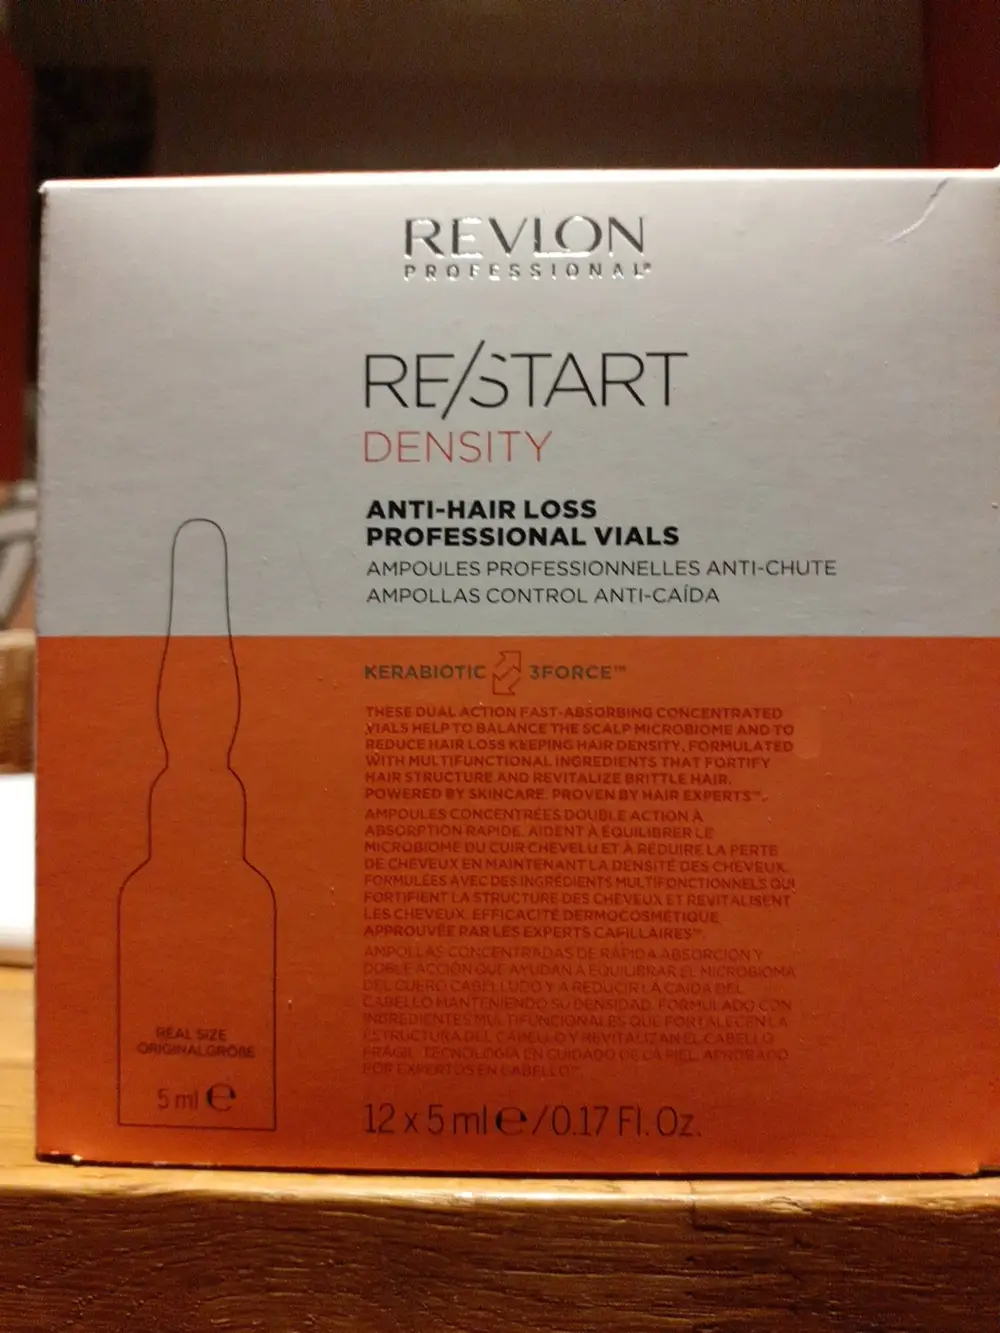 REVLON
PROFESSIONAL®
RE/START
DENSITY
ANTI-HAIR LOSS
PROFESSIONAL VIALS
AMPOULES PROFESSIONNELLES ANTI-CHUTE
AMPOLLAS CONTROL ANTI-CAÍDA
KERABIOTIC 3FORCE™
THESE DUAL ACTION FAST-ABSORBING CONCENTRATED
VIALS HELP TO BALANCE THE SCALP MICROBIOME AND TO
REDUCE HAIR LOSS KEEPING HAIR DENSITY. FORMULATED
WITH MULTIFUNCTIONAL INGREDIENTS THAT FORTIFY
HAIR STRUCTURE AND REVITALIZE BRITTLE HAIR.
POWERED BY SKINCARE. PROVEN BY HAIR EXPERTS™.
AMPOULES CONCENTRÉES DOUBLE ACTION À
ABSORPTION RAPIDE. AIDENT À ÉQUILIBRER LE
MICROBIOME DU CUIR CHEVELU ET À RÉDUIRE LA PERTE
DE CHEVEUX EN MAINTENANT LA DENSITÉ DES CHEVEUX.
FORMULÉES AVEC DES INGRÉDIENTS MULTIFONCTIONNELS QUI
FORTIFIENT LA STRUCTURE DES CHEVEUX ET REVITALISENT
LES CHEVEUX. EFFICACITÉ DERMOCOSMÉTIQUE
APPROUVÉE PAR LES EXPERTS CAPILLAIRES™.
AMPOLLAS CONCENTRADAS DE RÁPIDA ABSORCIÓN Y
DOBLE ACCIÓN QUE AYUDAN A EQUILIBRAR EL MICROBIOMA
DEL CUERO CABELLUDO Y A REDUCIR LA CAÍDA DEL
CABELLO MANTENIENDO SU DENSIDAD. FORMULADO CON
INGREDIENTES MULTIFUNCIONALES QUE FORTALECEN LA
ESTRUCTURA DEL CABELLO Y REVITALIZAN EL CABELLO
FRÁGIL. TECNOLOGÍA EN CUIDADO DE LA PIEL. APROBADO
POR EXPERTOS EN CABELLO™.
REAL SIZE
ORIGINALGRÖßE
5 ml ℮
12 x 5 ml ℮/0.17 Fl. Oz.